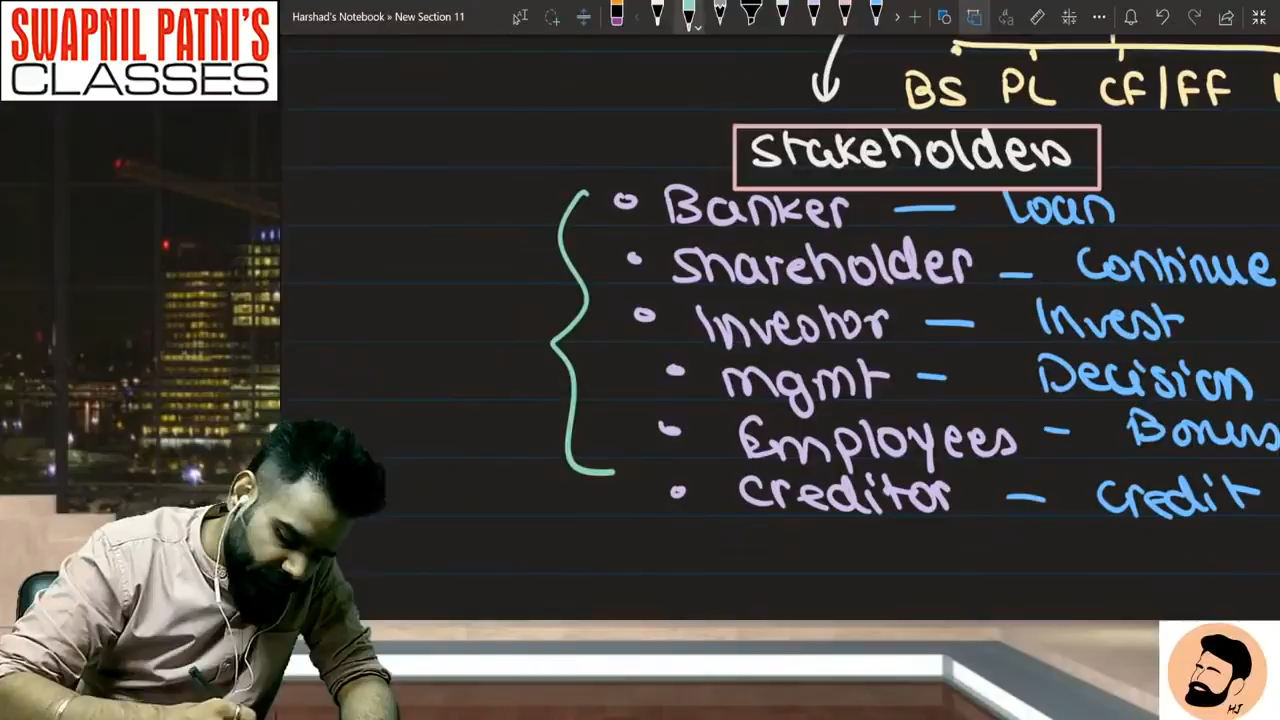 SWAPNIL PATNI'S
CLASSES
Harshad's Notebook » New Section 11
BS PL CF/FF
Stakeholders
• Banker — Loan
• Shareholder — Continue
• Investor — Invest
• mgmt — Decision
• Employees — Bonus
• Creditor — Credit
HJ